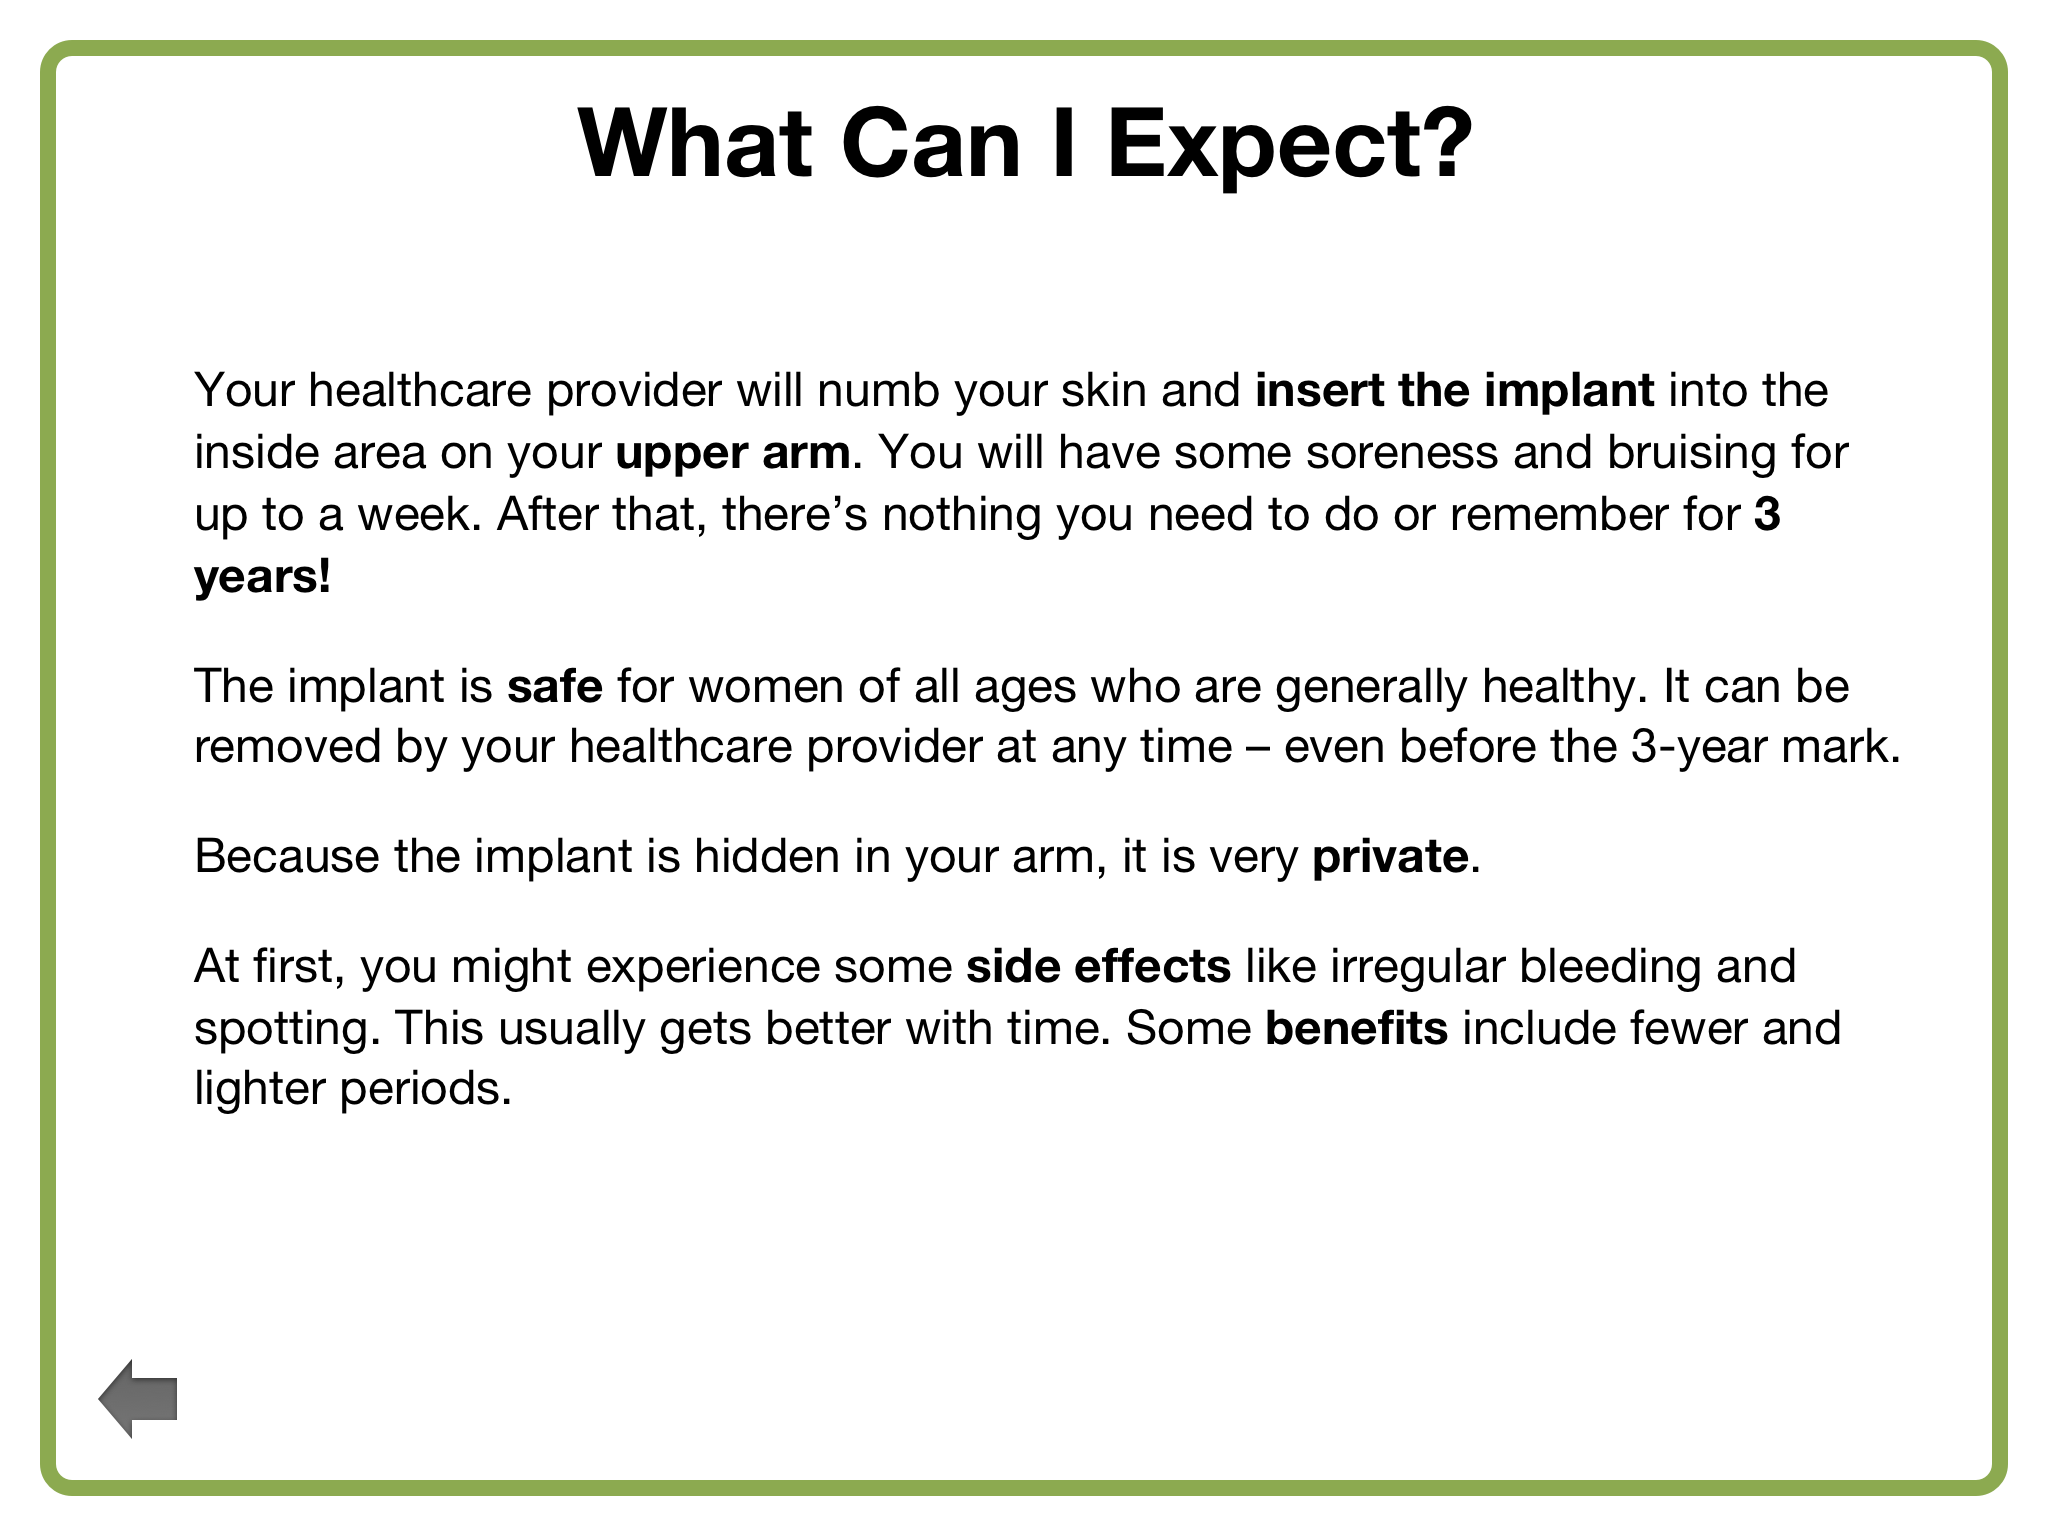 What Can I Expect?
Your healthcare provider will numb your skin and insert the implant into the
inside area on your upper arm. You will have some soreness and bruising for
up to a week. After that, there’s nothing you need to do or remember for 3
years!
The implant is safe for women of all ages who are generally healthy. It can be
removed by your healthcare provider at any time – even before the 3-year mark.
Because the implant is hidden in your arm, it is very private.
At first, you might experience some side effects like irregular bleeding and
spotting. This usually gets better with time. Some benefits include fewer and
lighter periods.